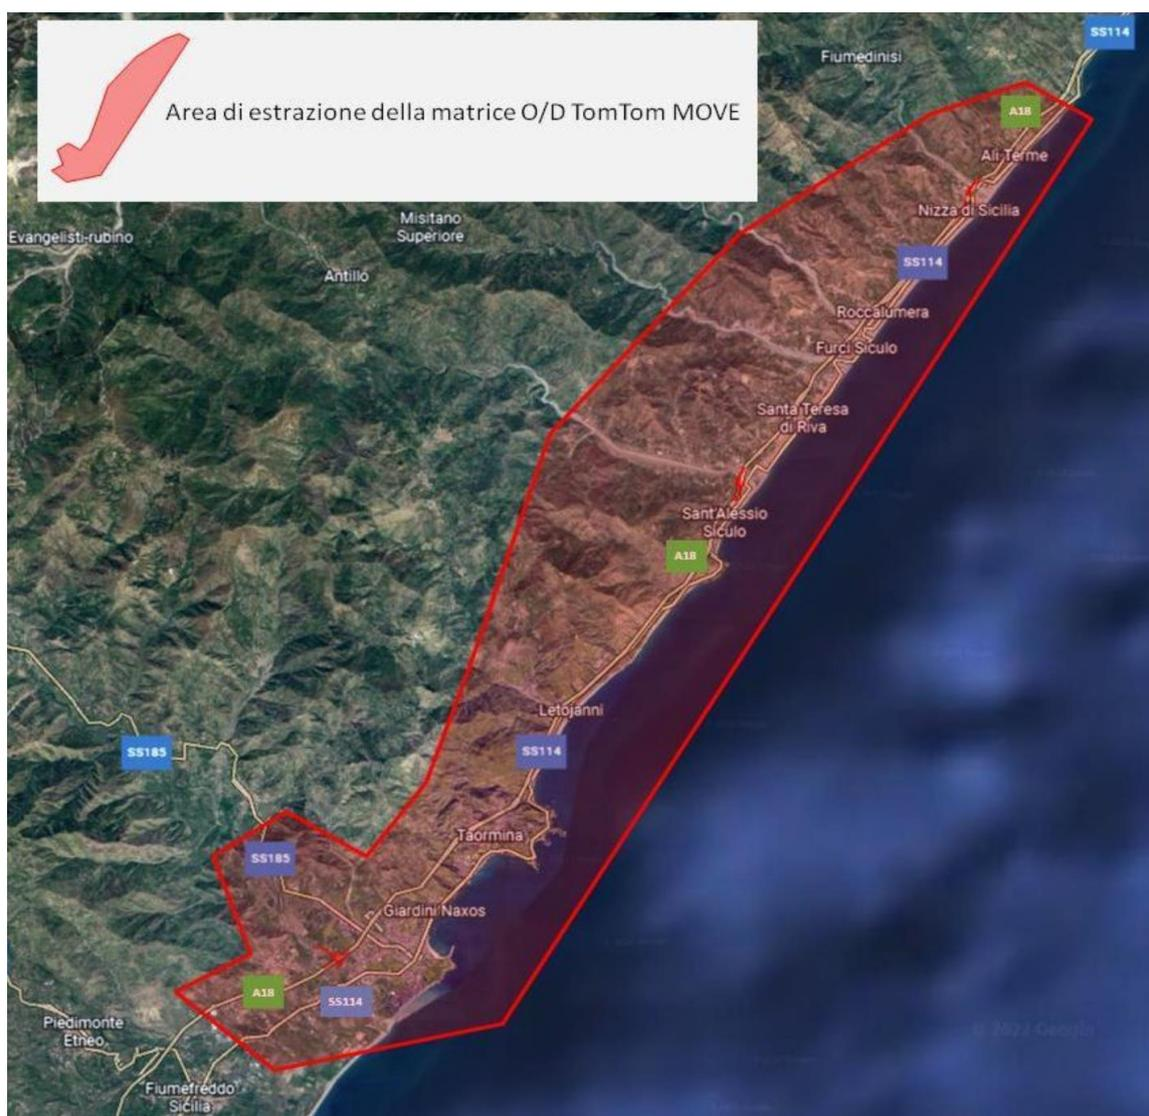 SS114
Fiumedinisi
Area di estrazione della matrice O/D TomTom MOVE
A18
Alì Terme
Nizza di Sicilia
Misitano
Superiore
Evangelisti-rubino
SS114
Antillo
Roccalumera
Furci Siculo
Santa Teresa
di Riva
Sant'Alessio
Siculo
A18
Letojanni
SS114
SS185
Taormina
SS185
Giardini Naxos
A18
SS114
Piedimonte
Etneo
Fiumefreddo
Sicilia